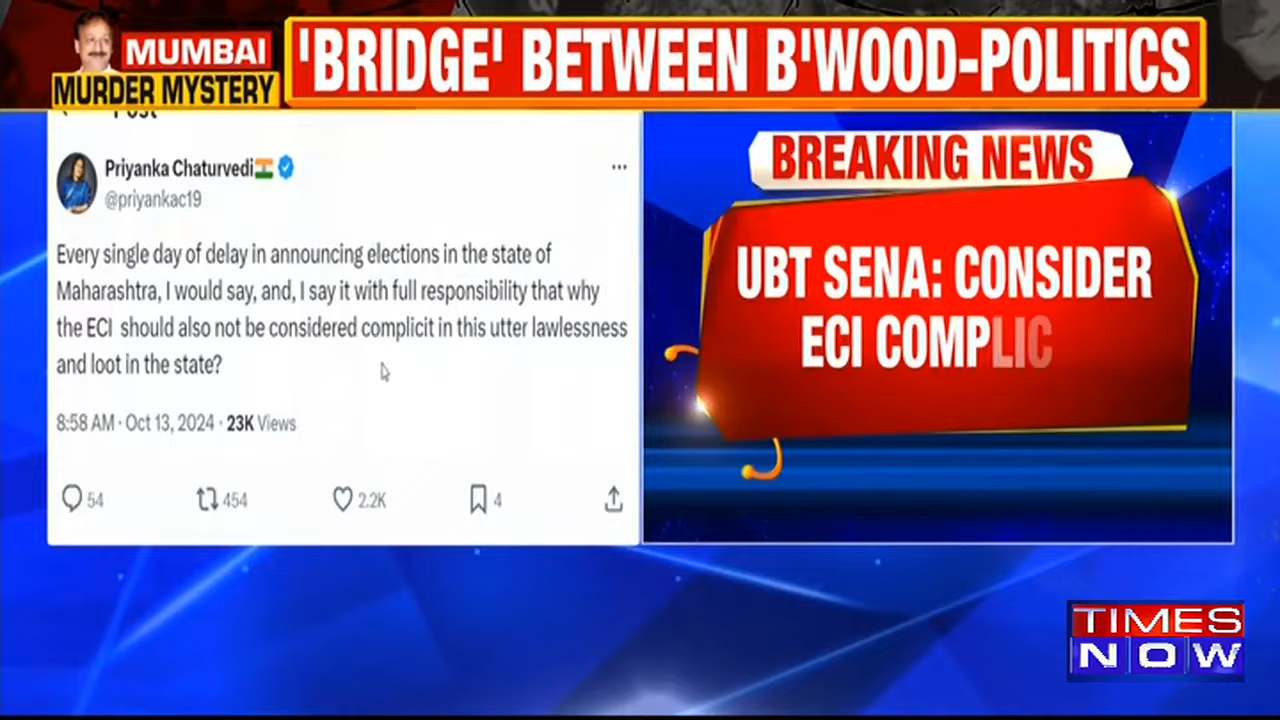 MUMBAI
MURDER MYSTERY
'BRIDGE' BETWEEN B'WOOD-POLITICS
Post
Priyanka Chaturvedi
@priyankac19
Every single day of delay in announcing elections in the state of
Maharashtra, I would say, and, I say it with full responsibility that why
the ECI should also not be considered complicit in this utter lawlessness
and loot in the state?
8:58 AM · Oct 13, 2024 · 23K Views
54 454 2.2K 4
BREAKING NEWS
UBT SENA: CONSIDER
ECI COMPLIC
TIMES
NOW